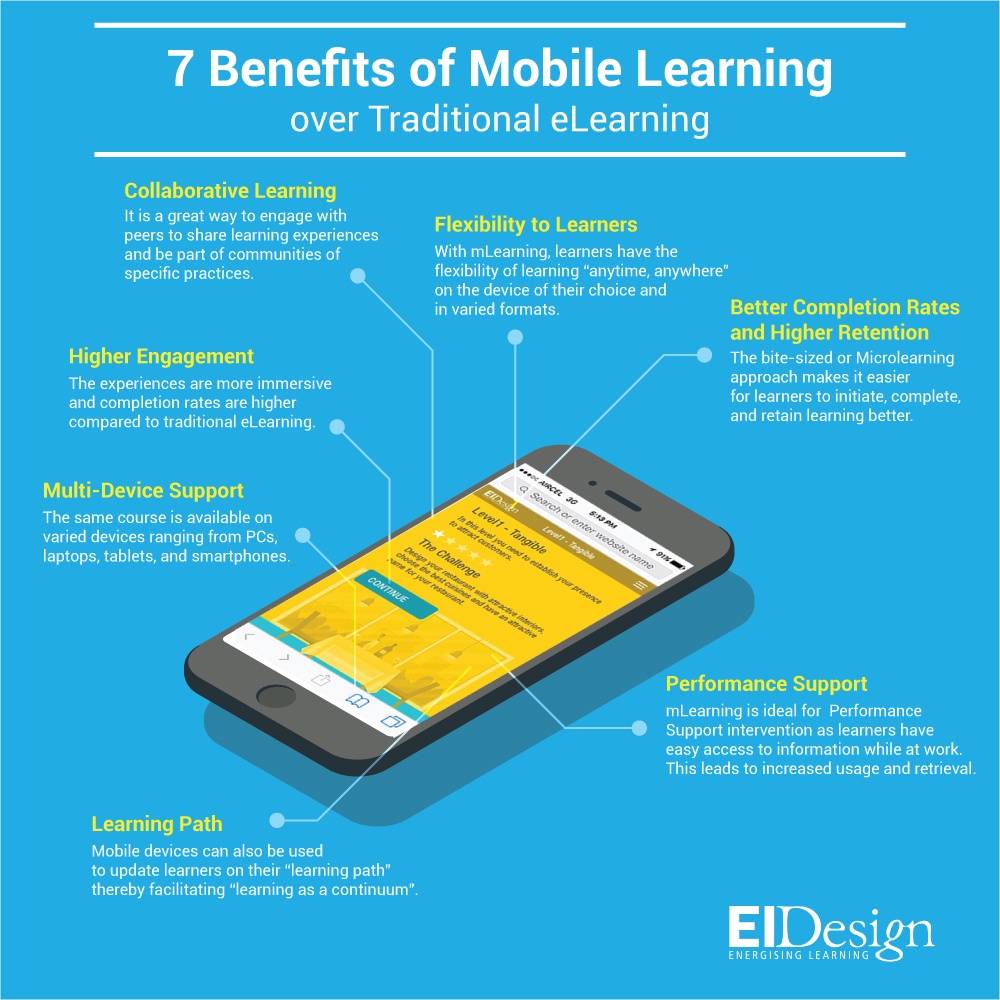 7 Benefits of Mobile Learning
over Traditional eLearning
Collaborative Learning
It is a great way to engage with
peers to share learning experiences
and be part of communities of
specific practices.
Flexibility to Learners
With mLearning, learners have the
flexibility of learning “anytime, anywhere”
on the device of their choice and
in varied formats.
Better Completion Rates
and Higher Retention
The bite-sized or Microlearning
approach makes it easier
for learners to initiate, complete,
and retain learning better.
Higher Engagement
The experiences are more immersive
and completion rates are higher
compared to traditional eLearning.
Multi-Device Support
The same course is available on
varied devices ranging from PCs,
laptops, tablets, and smartphones.
AIRCEL 3G 5:13 PM 91%
Search or enter website name
EIDesign
Level1 - Tangible
Level1 - Tangible
In this level you need to establish your presence
to attract customers.
The Challenge
Design your restaurant with attractive interiors,
choose the best cuisines and have an attractive
name for your restaurant.
CONTINUE
Performance Support
mLearning is ideal for  Performance
Support intervention as learners have
easy access to information while at work.
This leads to increased usage and retrieval.
Learning Path
Mobile devices can also be used
to update learners on their “learning path”
thereby facilitating “learning as a continuum”.
EIDesign
ENERGISING LEARNING